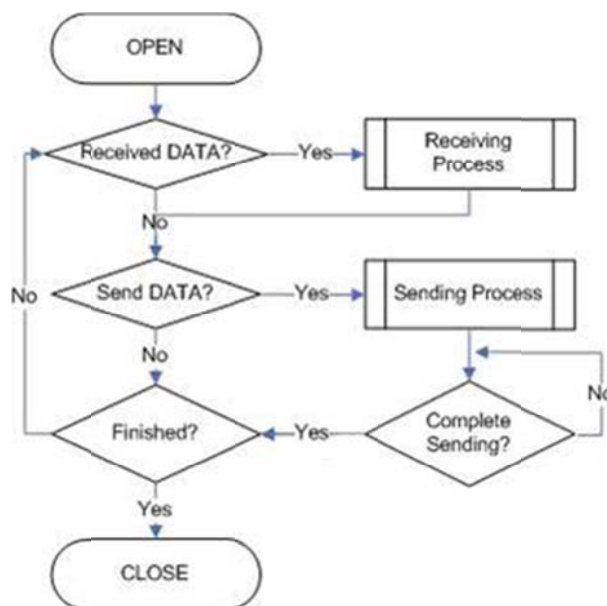 OPEN
Received DATA?
Yes
Receiving
Process
No
Send DATA?
Yes
Sending Process
No
No
No
Finished?
Yes
Complete
Sending?
Yes
CLOSE